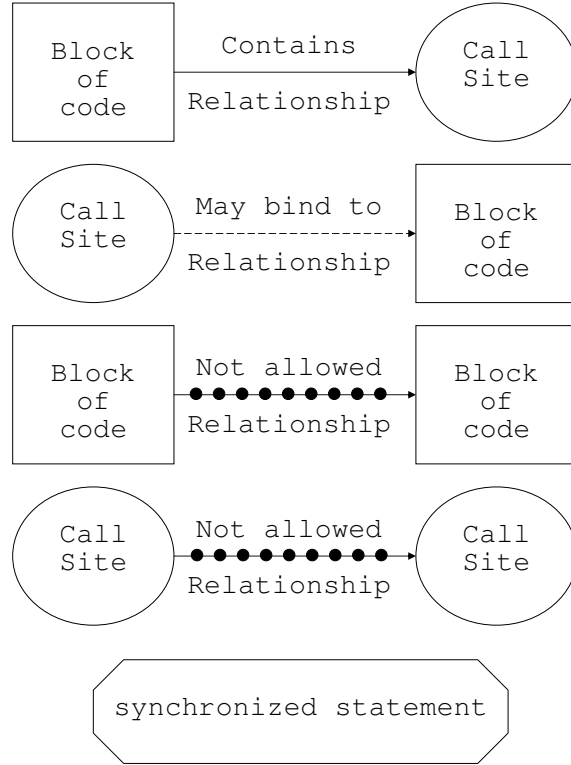 Block
of
code
Contains
Relationship
Call
Site
Call
Site
May bind to
Relationship
Block
of
code
Block
of
code
Not allowed
Relationship
Block
of
code
Call
Site
Not allowed
Relationship
Call
Site
synchronized statement